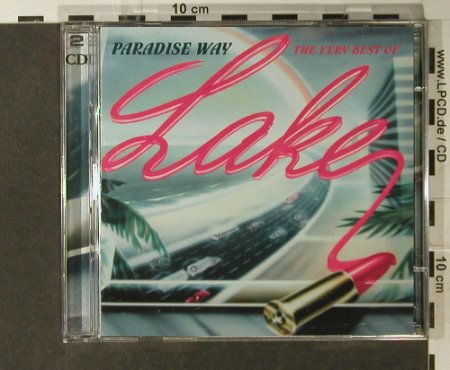 10 cm
2
CD
PARADISE WAY
THE VERY BEST OF
Lake
www.LPCD.de / CD
10 cm